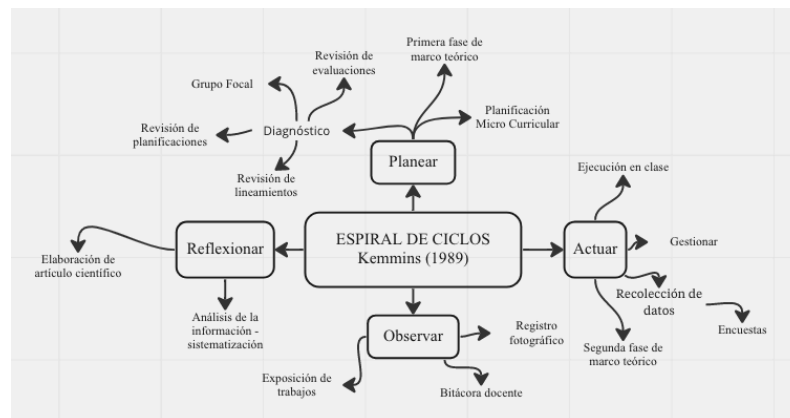 Primera fase de
marco teórico
Revisión de
evaluaciones
Grupo Focal
Planificación
Micro Curricular
Diagnóstico
Revisión de
planificaciones
Planear
Revisión de
lineamientos
Ejecución en clase
ESPIRAL DE CICLOS
Kemmins (1989)
Reflexionar
Actuar
Gestionar
Elaboración de
artículo científico
Recolección de
datos
Encuestas
Análisis de la
información -
sistematización
Observar
Registro
fotográfico
Segunda fase de
marco teórico
Exposición de
trabajos
Bitácora docente